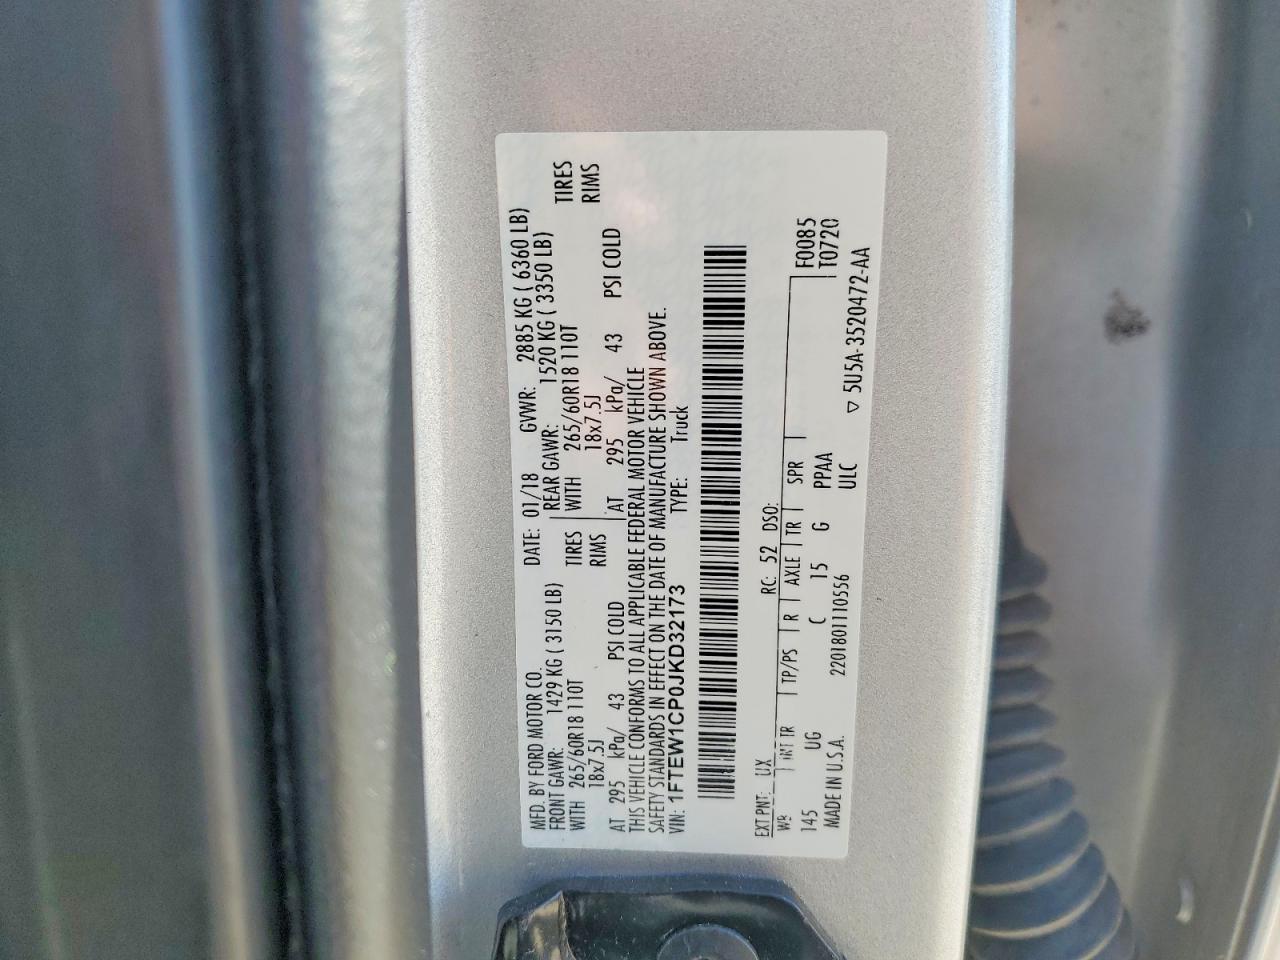 MFD. BY FORD MOTOR CO.
DATE: 01/18 GVWR: 2885 KG ( 6360 LB)
FRONT GAWR: 1429 KG ( 3150 LB)
REAR GAWR: 1520 KG ( 3350 LB)
WITH 265/60R18 110T TIRES
WITH 265/60R18 110T TIRES
18x7.5J RIMS
18x7.5J RIMS
AT 295 kPa/ 43 PSI COLD
AT 295 kPa/ 43 PSI COLD
THIS VEHICLE CONFORMS TO ALL APPLICABLE FEDERAL MOTOR VEHICLE
SAFETY STANDARDS IN EFFECT ON THE DATE OF MANUFACTURE SHOWN ABOVE.
VIN: 1FTEW1CP0JKD32173 TYPE: Truck
EXT PNT: UX RC: 52 DSO:
WB INT TR TP/PS R AXLE TR SPR F0085
145 UG C 15 G PPAA T0720
MADE IN U.S.A. 2201801110556 ULC
▽ 5U5A-3520472-AA